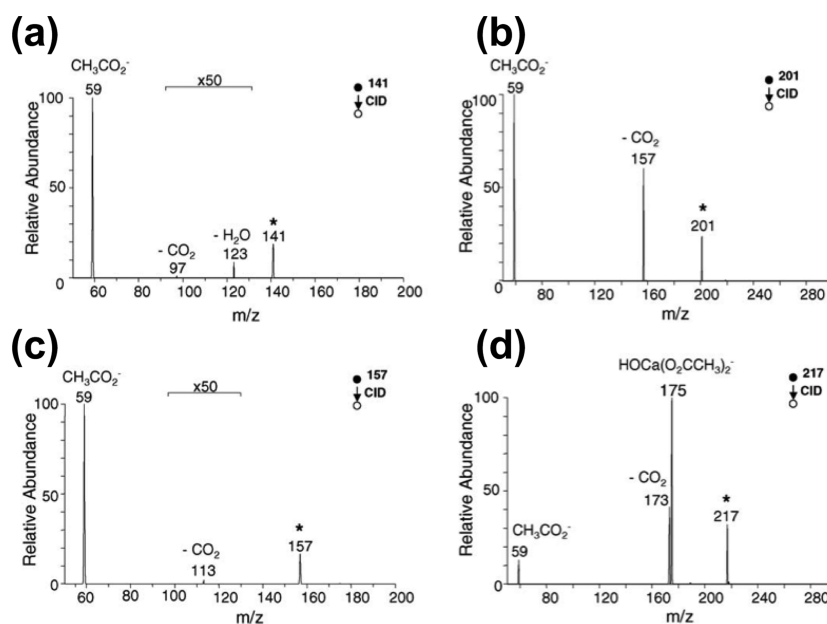 (a)
CH₃CO₂⁻
59
x50
● 141
CID
○
100
50
0
Relative Abundance
- CO₂
97
- H₂O
123
*
141
60 80 100 120 140 160 180 200
m/z
(b)
CH₃CO₂⁻
59
● 201
CID
○
100
50
0
Relative Abundance
- CO₂
157
*
201
80 120 160 200 240 280
m/z
(c)
CH₃CO₂⁻
59
x50
● 157
CID
○
100
50
0
Relative Abundance
- CO₂
113
*
157
60 80 100 120 140 160 180 200
m/z
(d)
HOCa(O₂CCH₃)₂⁻
175
● 217
CID
○
100
50
0
Relative Abundance
- CO₂
173
*
217
CH₃CO₂⁻
59
80 120 160 200 240 280
m/z